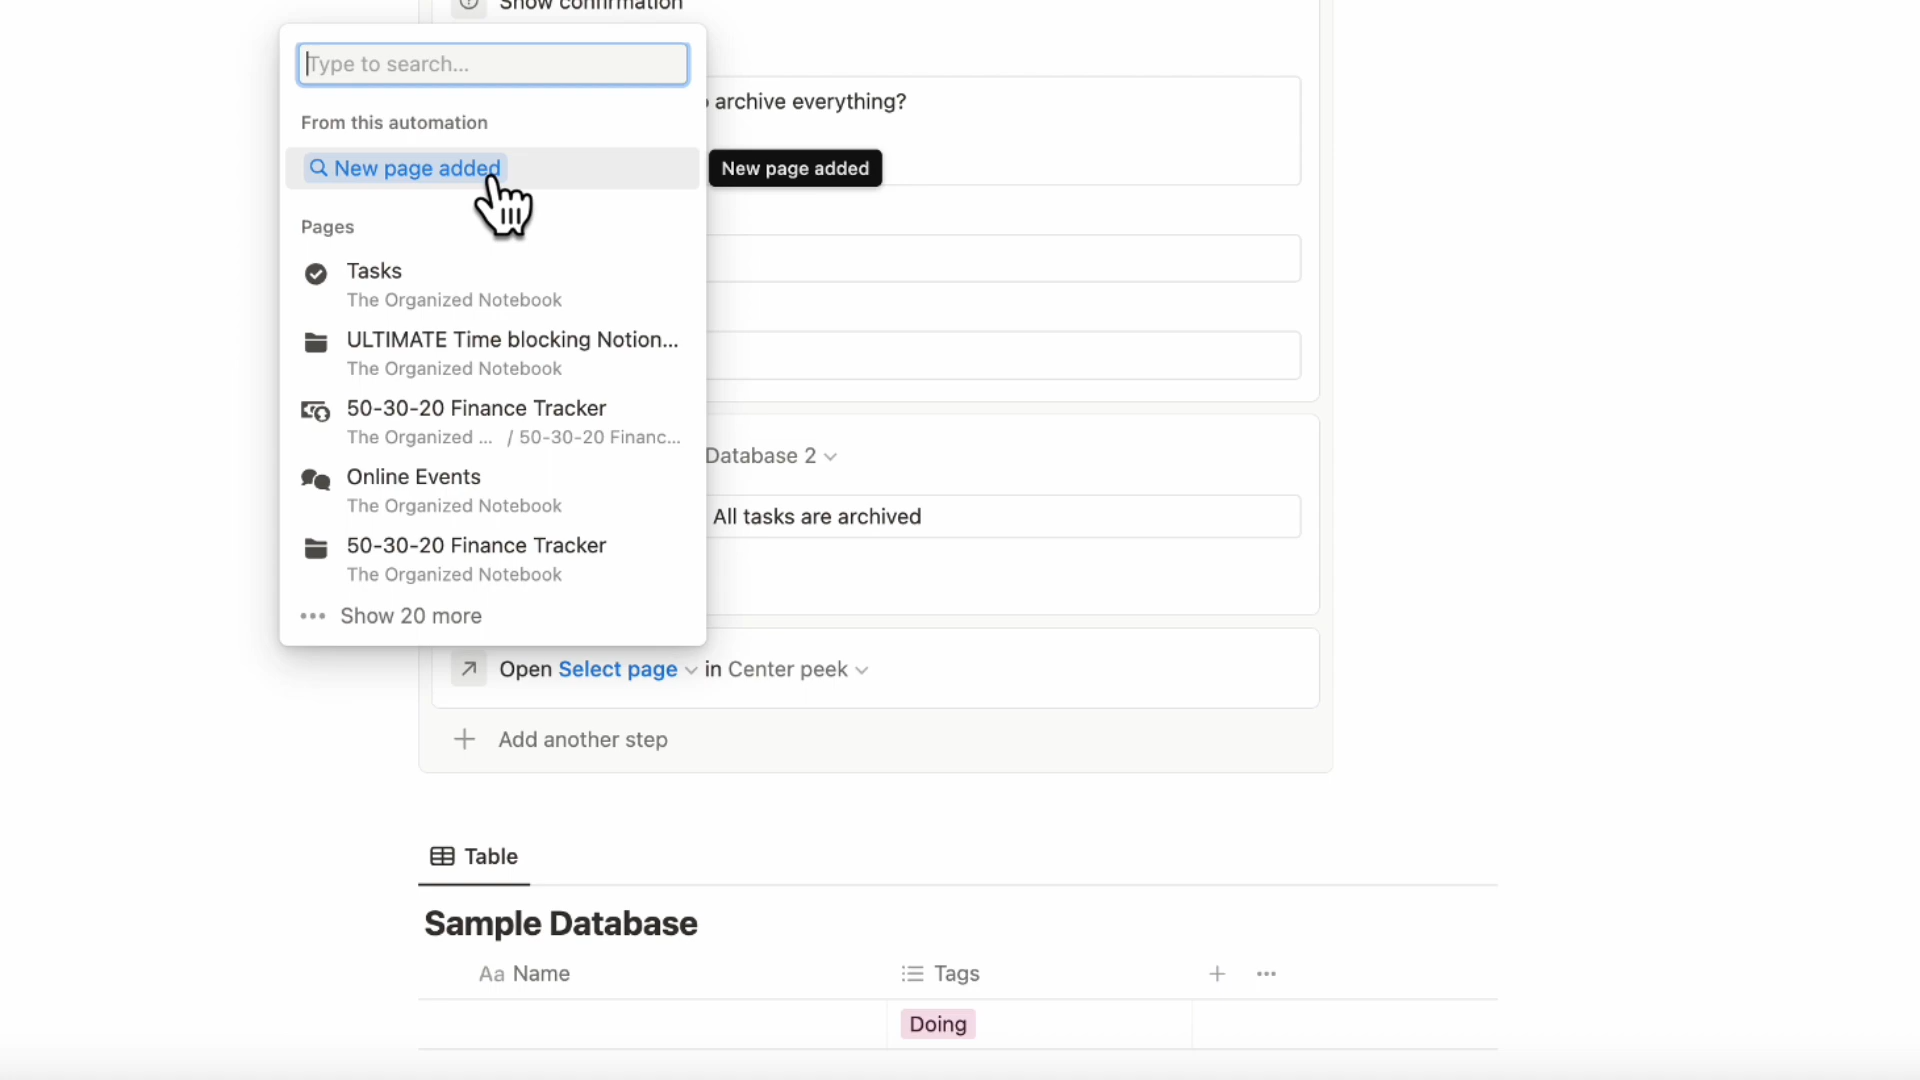 Show confirmation
Type to search...
From this automation
archive everything?
New page added
New page added
Pages
Tasks
The Organized Notebook
ULTIMATE Time blocking Notion...
The Organized Notebook
50-30-20 Finance Tracker
The Organized ... / 50-30-20 Financ...
Database 2
Online Events
The Organized Notebook
All tasks are archived
50-30-20 Finance Tracker
The Organized Notebook
Show 20 more
Open Select page in Center peek
Add another step
Table
Sample Database
Aa Name
Tags
Doing